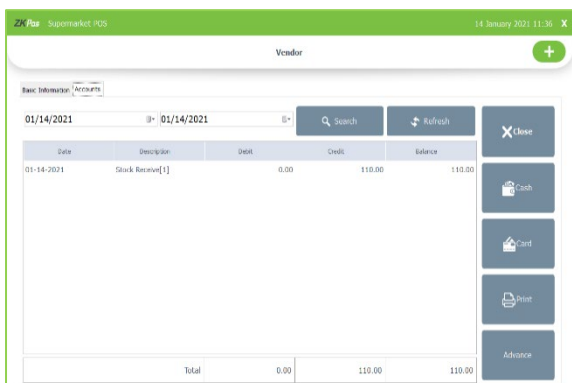 ZKPos Supermarket POS 14 January 2021 11:36 X
Vendor
+
Basic Information Accounts
01/14/2021 01/14/2021 Search Refresh
Close
Date Description Debit Credit Balance
01-14-2021 Stock Receive[1] 0.00 110.00 110.00
Cash
Card
Print
Advance
Total 0.00 110.00 110.00